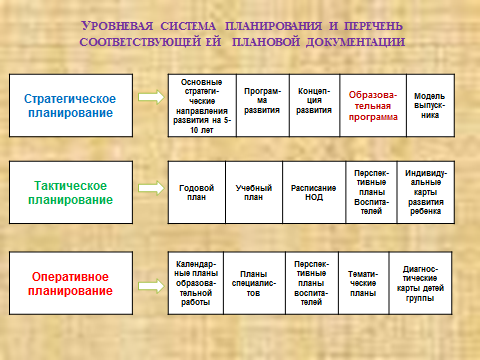 УРОВНЕВАЯ СИСТЕМА ПЛАНИРОВАНИЯ И ПЕРЕЧЕНЬ
СООТВЕТСТВУЮЩЕЙ ЕЙ ПЛАНОВОЙ ДОКУМЕНТАЦИИ
Стратегическое
планирование
Основные
стратеги-
ческие
направления
развития на 5-
10 лет
Програм-
ма
развития
Концеп-
ция
развития
Образова-
тельная
программа
Модель
выпуск-
ника
Тактическое
планирование
Годовой
план
Учебный
план
Расписание
НОД
Перспек-
тивные
планы
Воспита-
телей
Индивиду-
альные
карты
развития
ребенка
Оперативное
планирование
Календар-
ные планы
образова-
тельной
работы
Планы
специалис-
тов
Перспек-
тивные
планы
воспита-
телей
Темати-
ческие
планы
Диагнос-
тические
карты детей
группы